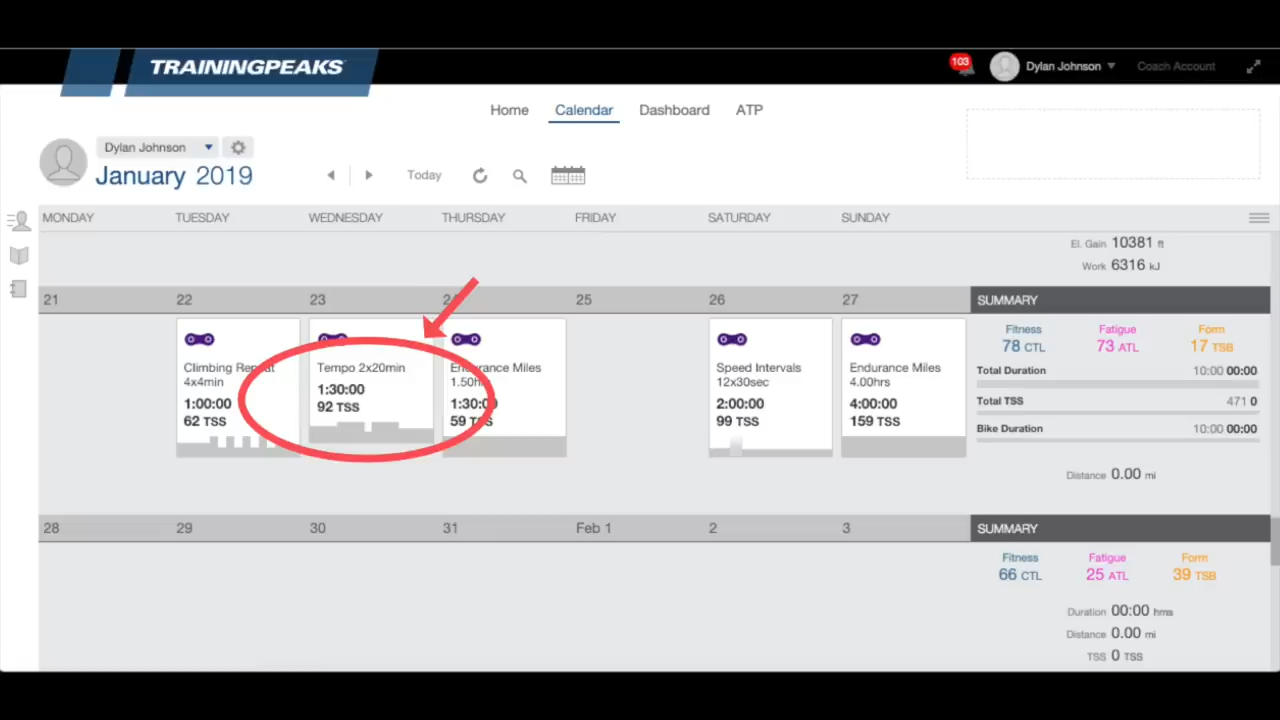 TRAININGPEAKS
103
Dylan Johnson
Coach Account
Home
Calendar
Dashboard
ATP
Dylan Johnson
January 2019
Today
MONDAY
TUESDAY
WEDNESDAY
THURSDAY
FRIDAY
SATURDAY
SUNDAY
El. Gain 10381 ft
Work 6316 kJ
21
22
23
24
25
26
27
SUMMARY
Climbing Repeat
4x4min
1:00:00
62 TSS
Tempo 2x20min
1:30:00
92 TSS
Endurance Miles
1.50hrs
1:30:00
59 TSS
Speed Intervals
12x30sec
2:00:00
99 TSS
Endurance Miles
4.00hrs
4:00:00
159 TSS
Fitness
78 CTL
Fatigue
73 ATL
Form
17 TSB
Total Duration 10:00 00:00
Total TSS 471 0
Bike Duration 10:00 00:00
Distance 0.00 mi
28
29
30
31
Feb 1
2
3
SUMMARY
Fitness
66 CTL
Fatigue
25 ATL
Form
39 TSB
Duration 00:00 hms
Distance 0.00 mi
TSS 0 TSS